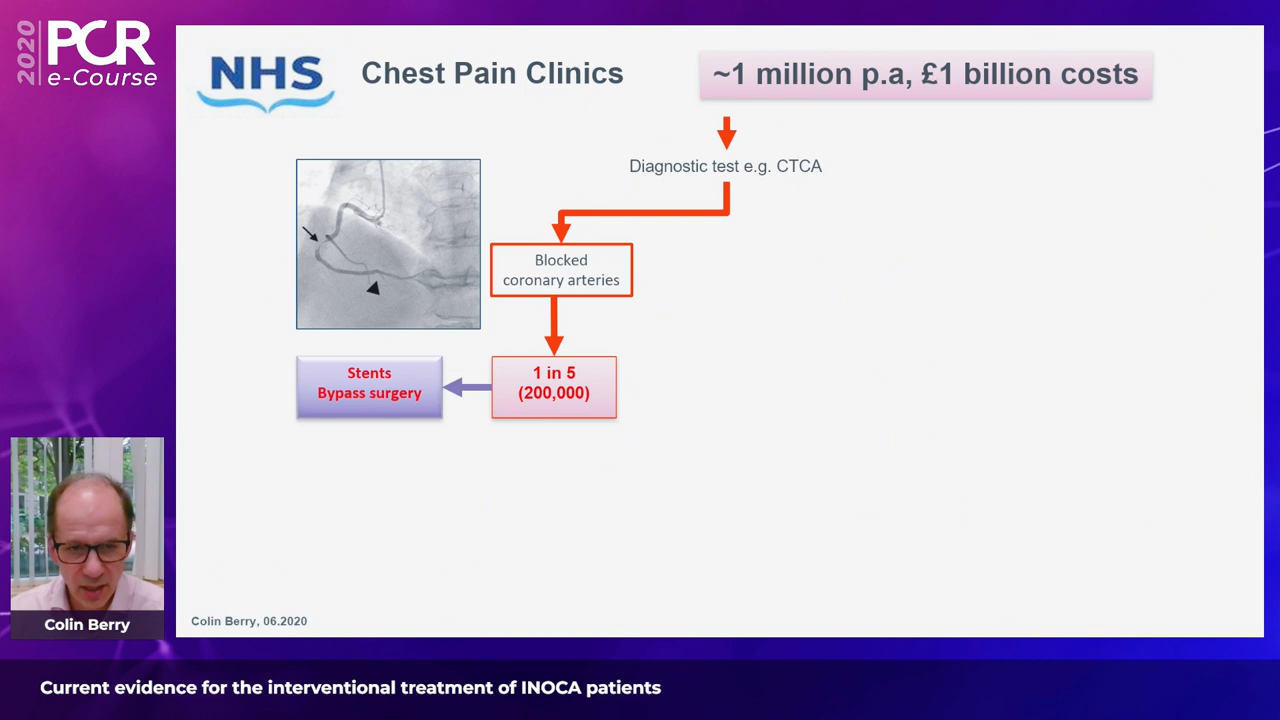 2020
PCR
e-Course
NHS
Chest Pain Clinics
~1 million p.a, £1 billion costs
Diagnostic test e.g. CTCA
Blocked
coronary arteries
Stents
Bypass surgery
1 in 5
(200,000)
Colin Berry
Colin Berry, 06.2020
Current evidence for the interventional treatment of INOCA patients